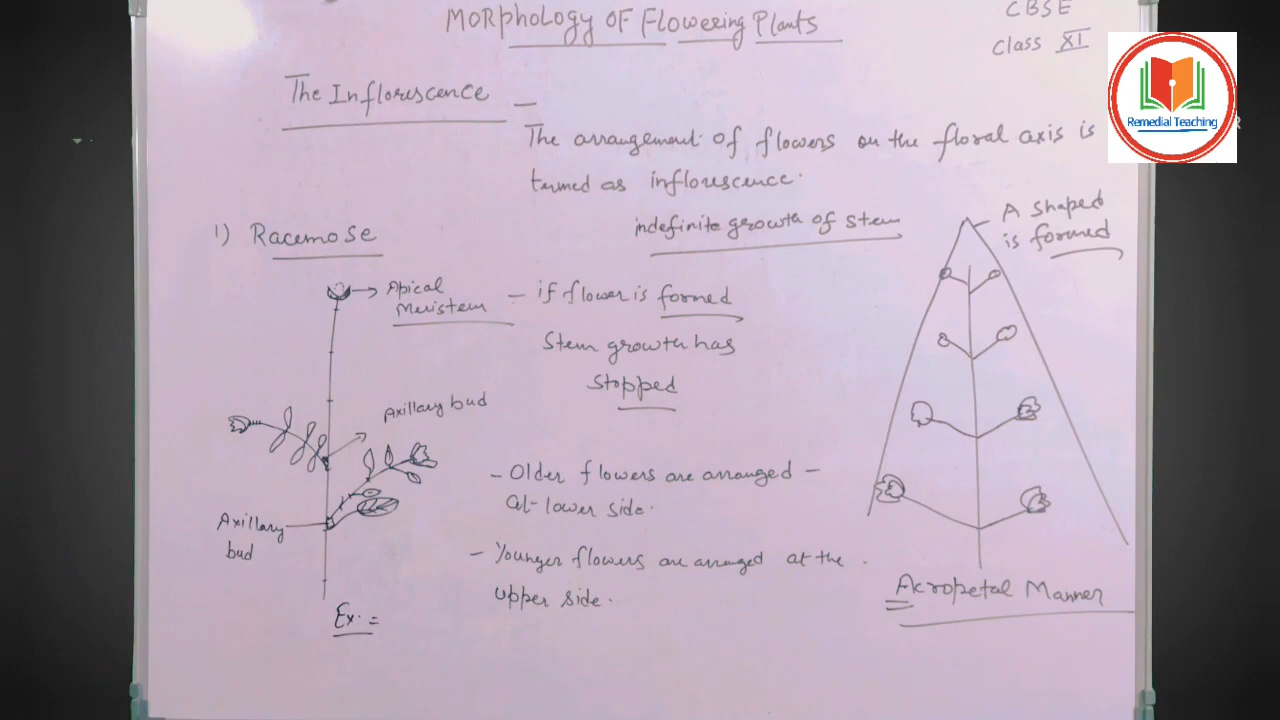 Morphology of Flowering Plants
CBSE
Class XI
Remedial Teaching
The Inflorescence —
The arrangement of flowers on the floral axis is
termed as inflorescence.
indefinite growth of stem
1) Racemose
A shaped
is formed
Apical
Meristem
– if flower is formed
Stem growth has
stopped
Axillary bud
– Older flowers are arranged –
at lower side.
Axillary
bud
– Younger flowers are arranged at the
upper side.
Acropetal Manner
Ex. =